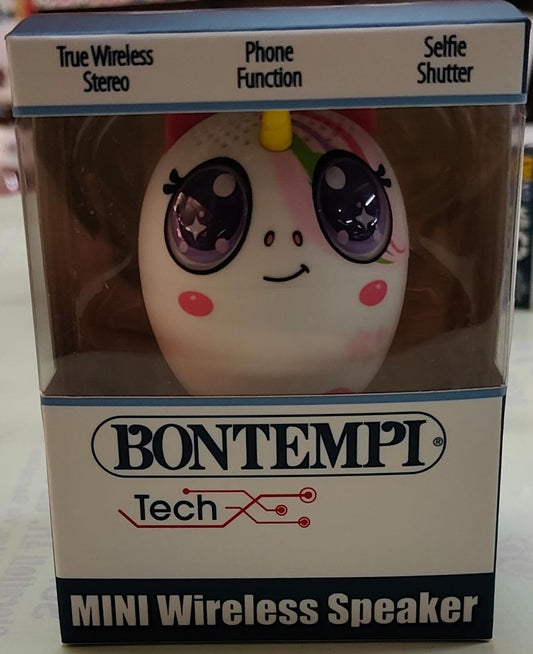 True Wireless
Stereo
Phone
Function
Selfie
Shutter
BONTEMPI®
Tech
MINI Wireless Speaker